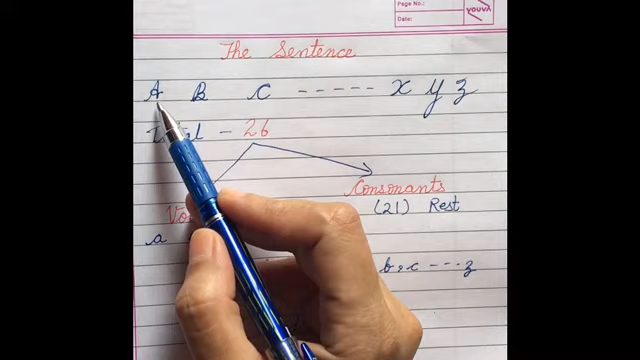 Page No.:
Date:
YOUVA
The Sentence
A B C ----- x y z
- 26
Consonants
(21) Rest
a
b, c --- z